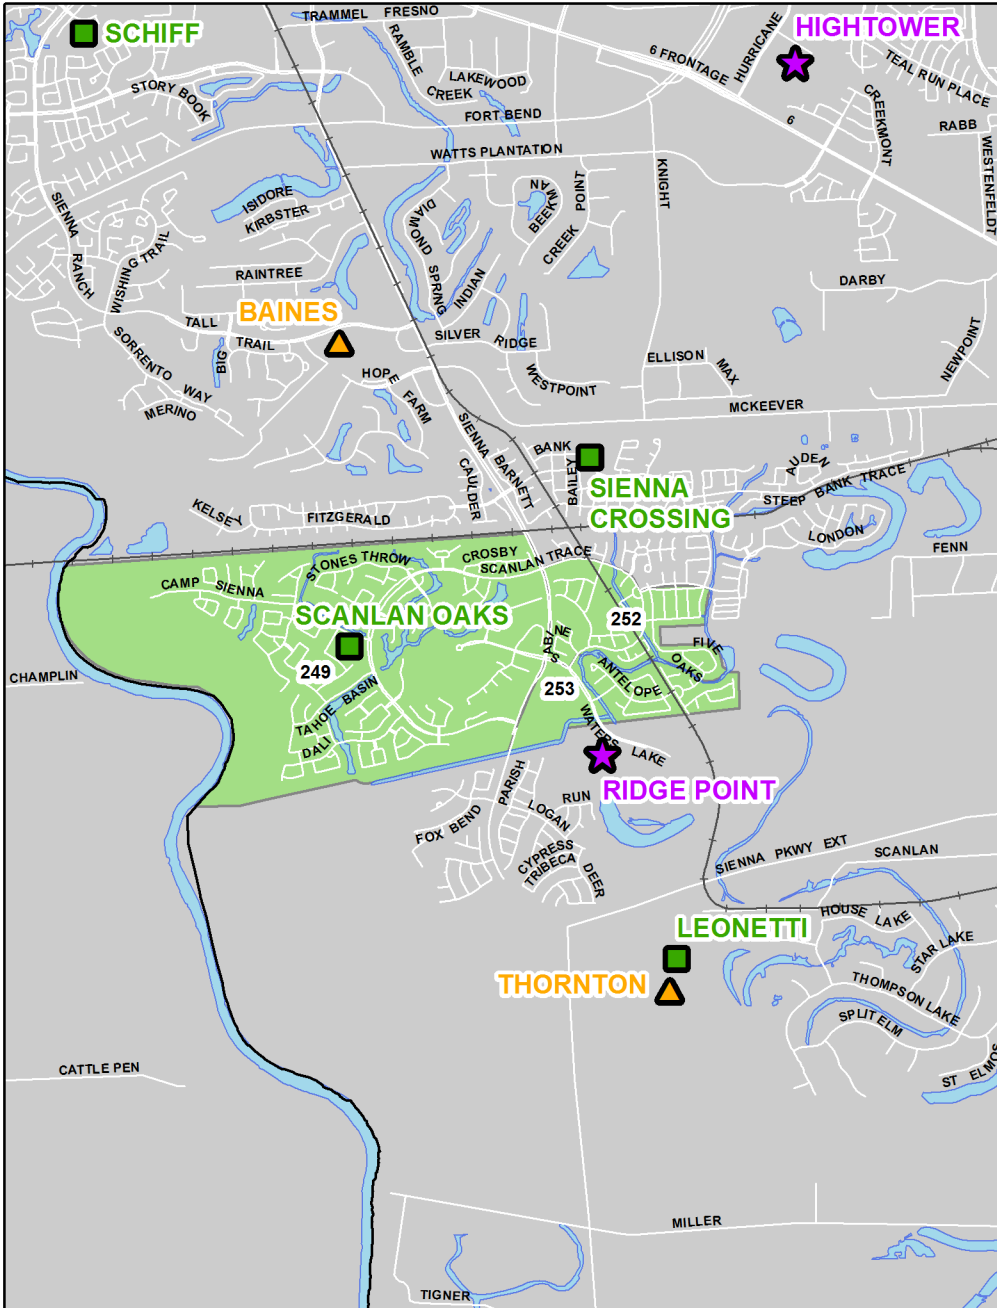 TRAMMEL FRESNO
HIGHTOWER
SCHIFF
RAMBLE
6 FRONTAGE
HURRICANE
TEAL RUN PLACE
LAKEWOOD
STORY BOOK
CREEK
CREEKMONT
FORT BEND
6
RABB
WATTS PLANTATION
WESTENFELDT
KNIGHT
POINT
BEEKMAN
ISIDORE
KIRBSTER
SIENNA
RANCH
DIAMOND
SPRING
CREEK
WISHING TRAIL
RAINTREE
INDIAN
DARBY
BAINES
TALL
TRAIL
SILVER
RIDGE
BIG
SORRENTO WAY
ELLISON
MAX
NEWPOINT
HOPE
FARM
WESTPOINT
MERINO
MCKEEVER
SIENNA
BANK
BARNETT
BAILEY
CAULDER
AUDEN
SIENNA
CROSSING
STEEP BANK TRACE
KELSEY
FITZGERALD
LONDON
FENN
STONES THROW
CROSBY
SCANLAN TRACE
CAMP SIENNA
SCANLAN OAKS
252
SABINE
FIVE
OAKS
249
CHAMPLIN
ANTELOPE
253
TAHOE BASIN
DALI
WATERS LAKE
PARISH
RIDGE POINT
RUN
FOX BEND
LOGAN
CYPRESS
TRIBECA
DEER
SIENNA PKWY EXT
SCANLAN
HOUSE LAKE
LEONETTI
STAR LAKE
THORNTON
THOMPSON LAKE
SPLIT ELM
CATTLE PEN
ST ELMOS
MILLER
TIGNER